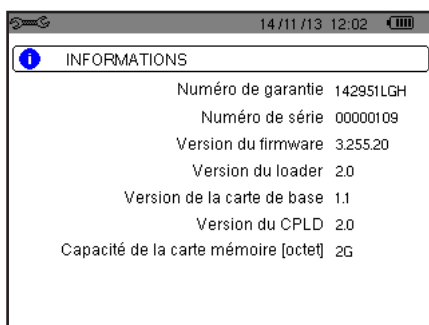 14/11/13 12:02
INFORMATIONS
Numéro de garantie 142951LGH
Numéro de série 00000109
Version du firmware 3.255.20
Version du loader 2.0
Version de la carte de base 1.1
Version du CPLD 2.0
Capacité de la carte mémoire [octet] 2G